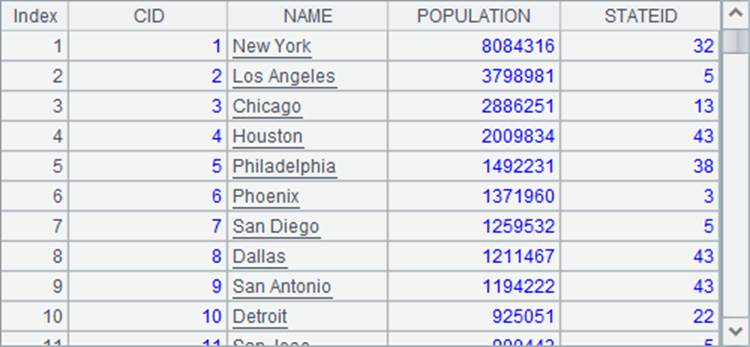 Index CID NAME POPULATION STATEID
1 1 New York 8084316 32
2 2 Los Angeles 3798981 5
3 3 Chicago 2886251 13
4 4 Houston 2009834 43
5 5 Philadelphia 1492231 38
6 6 Phoenix 1371960 3
7 7 San Diego 1259532 5
8 8 Dallas 1211467 43
9 9 San Antonio 1194222 43
10 10 Detroit 925051 22
11 11 San Jose 5